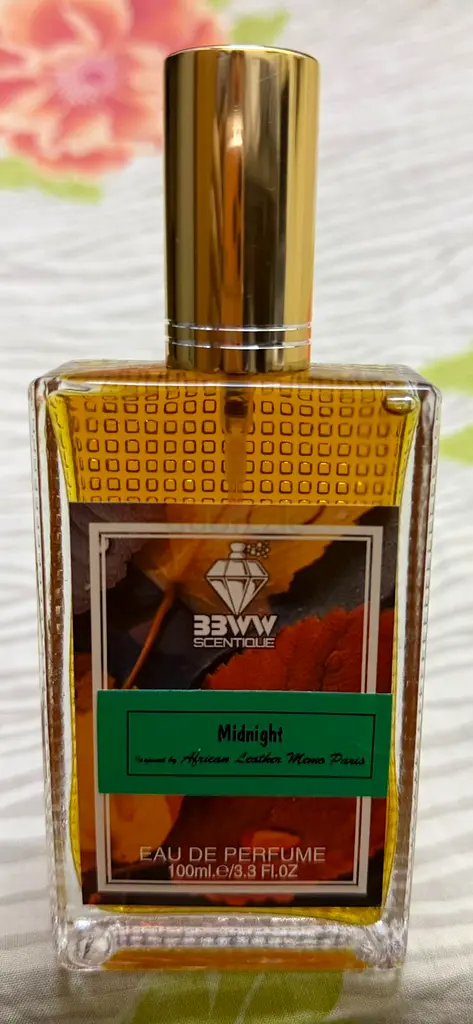 BBWW
SCENTIQUE
Midnight
Inspired by African Leather Memo Paris
EAU DE PERFUME
100ml.e/3.3 Fl.OZ